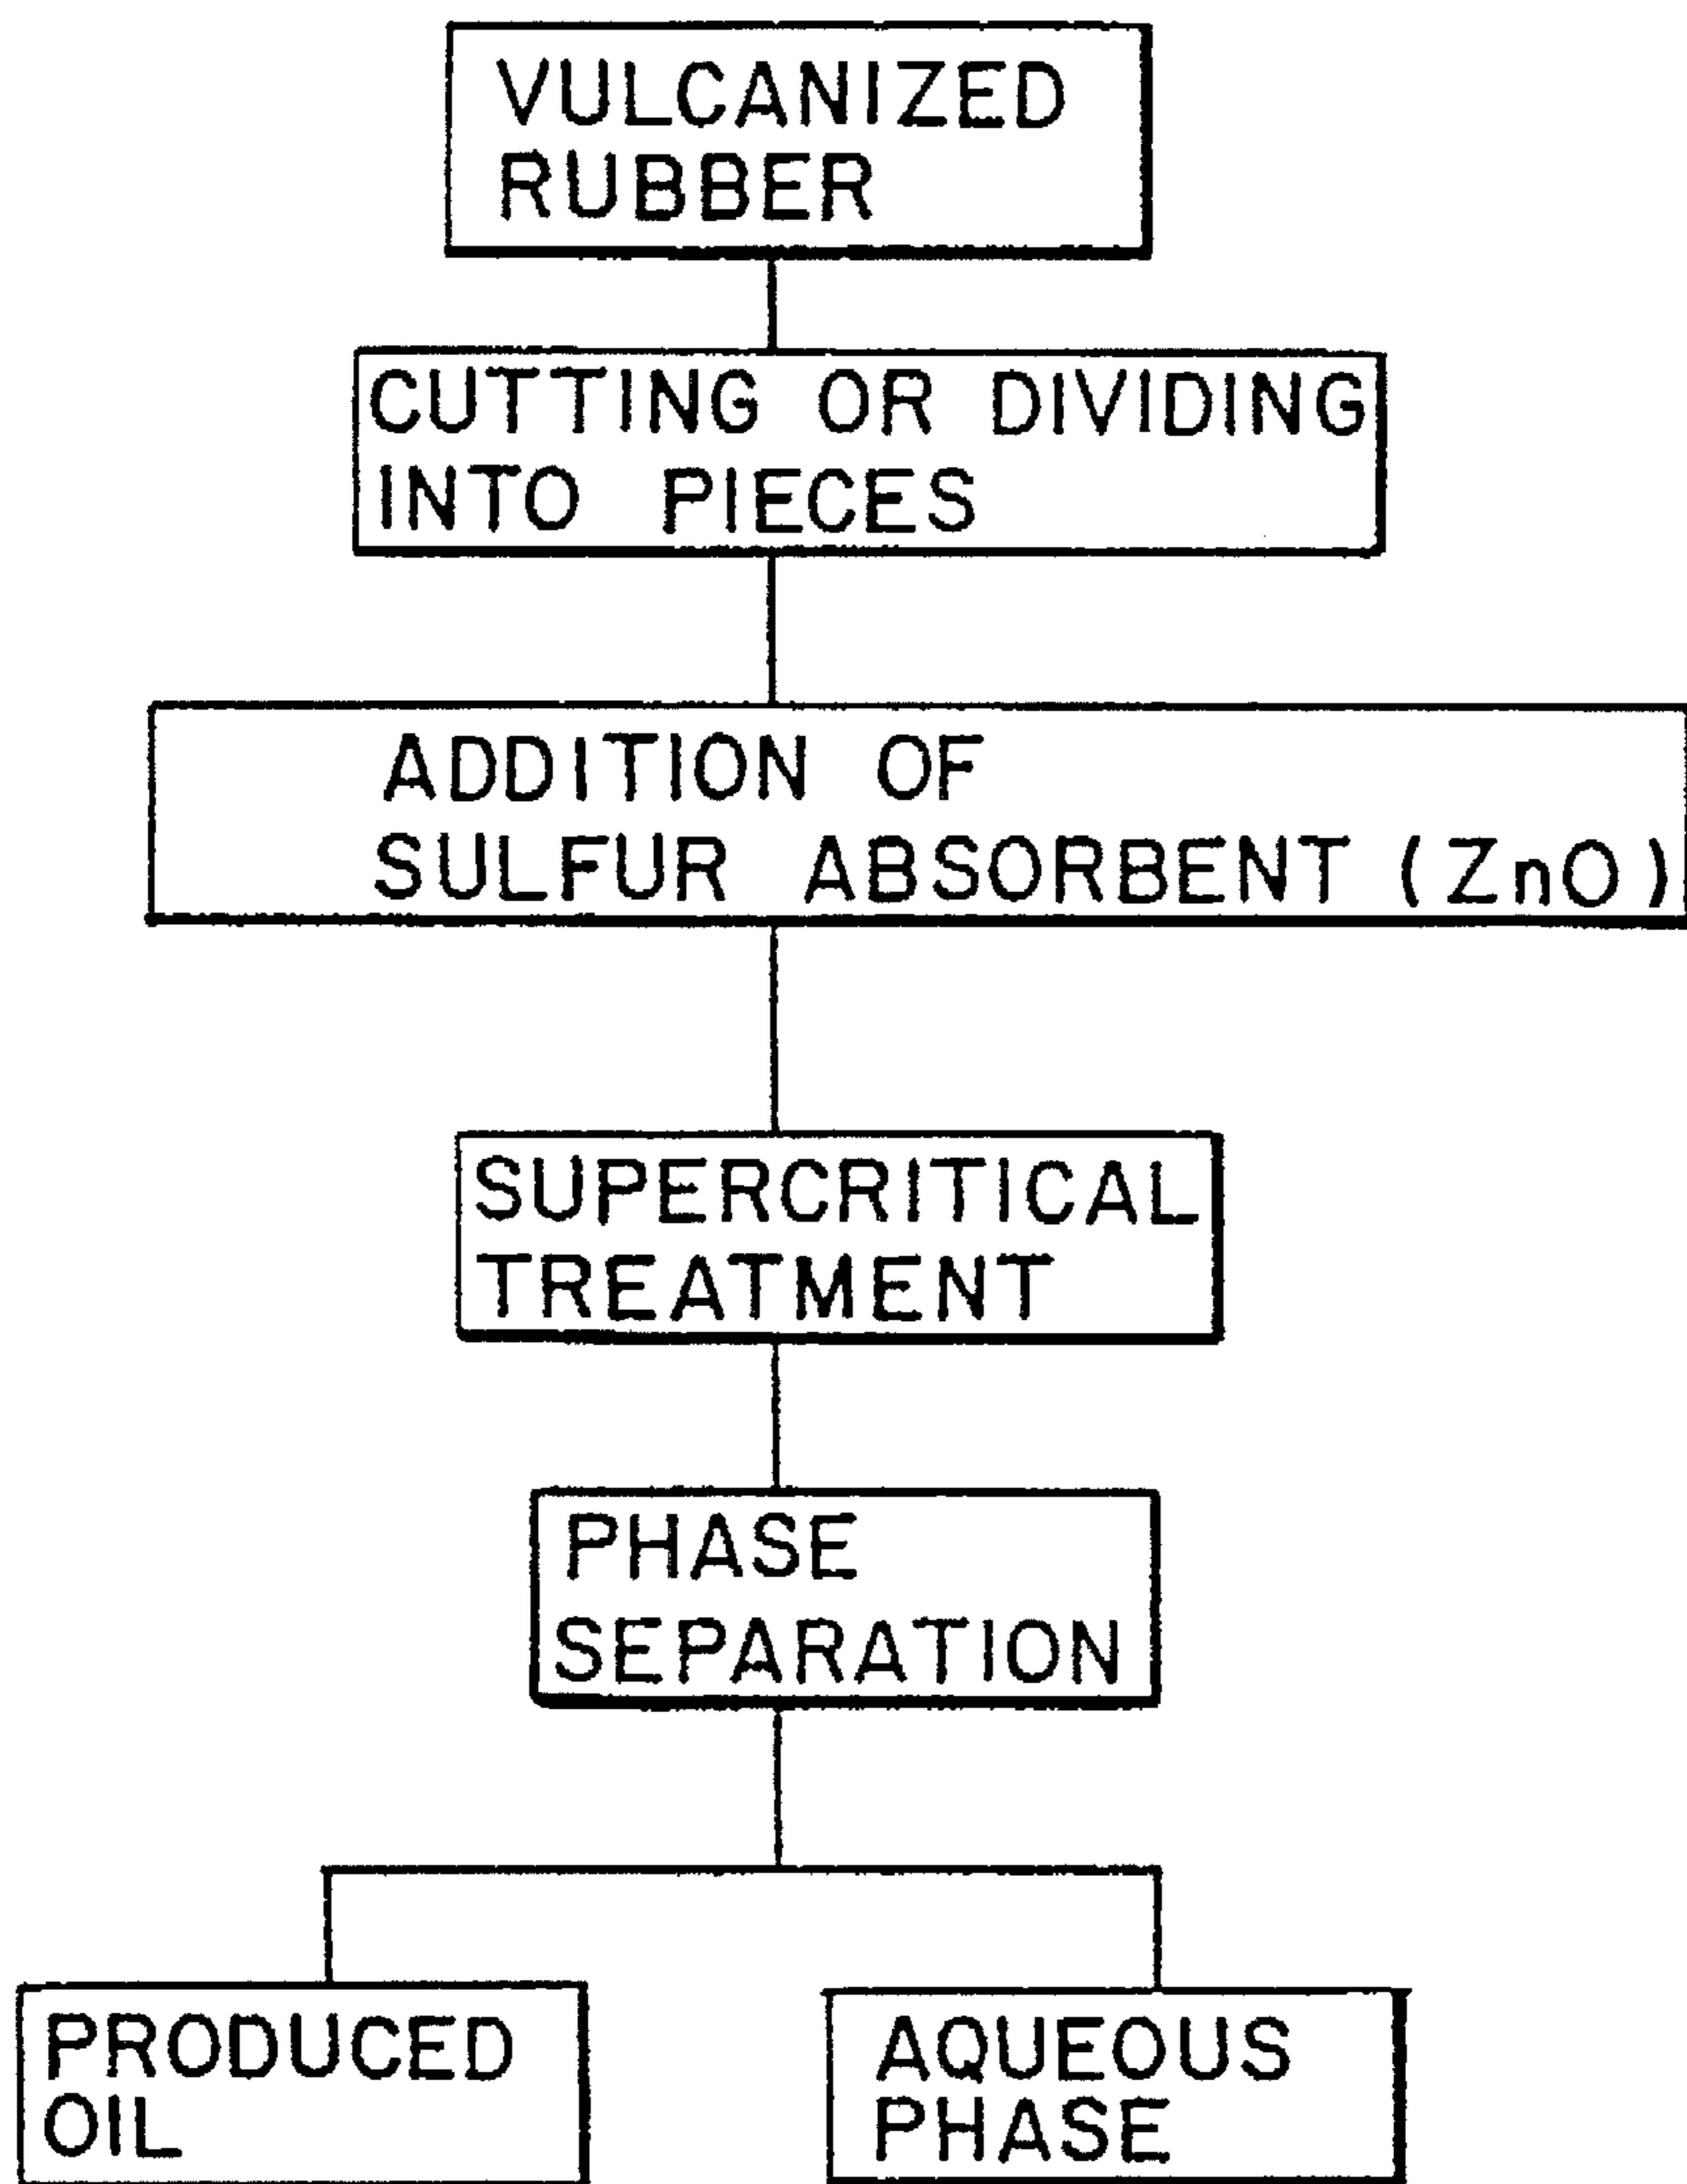 VULCANIZED
RUBBER
CUTTING OR DIVIDING
INTO PIECES
ADDITION OF
SULFUR ABSORBENT (ZnO)
SUPERCRITICAL
TREATMENT
PHASE
SEPARATION
PRODUCED
OIL
AQUEOUS
PHASE